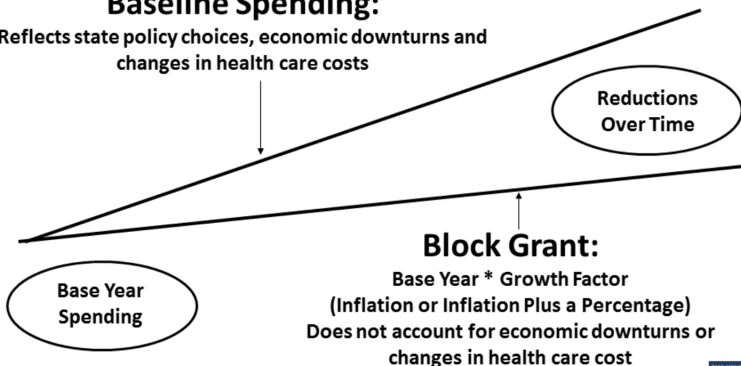 Baseline Spending:
Reflects state policy choices, economic downturns and
changes in health care costs
Reductions
Over Time
Block Grant:
Base Year * Growth Factor
(Inflation or Inflation Plus a Percentage)
Does not account for economic downturns or
changes in health care cost
Base Year
Spending